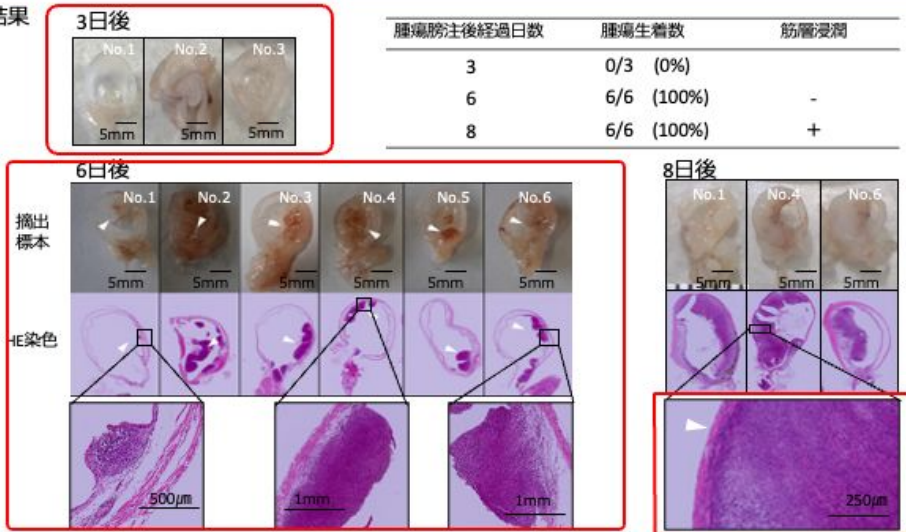 結果
3日後
No.1 No.2 No.3
5mm 5mm 5mm
腫瘍膀注後経過日数 腫瘍生着数 筋層浸潤
3 0/3 (0%)
6 6/6 (100%) -
8 6/6 (100%) +
6日後
No.1 No.2 No.3 No.4 No.5 No.6
摘出
標本
5mm 5mm 5mm 5mm 5mm 5mm
HE染色
500μm 1mm 1mm
8日後
No.1 No.4 No.6
5mm 5mm 5mm
250μm